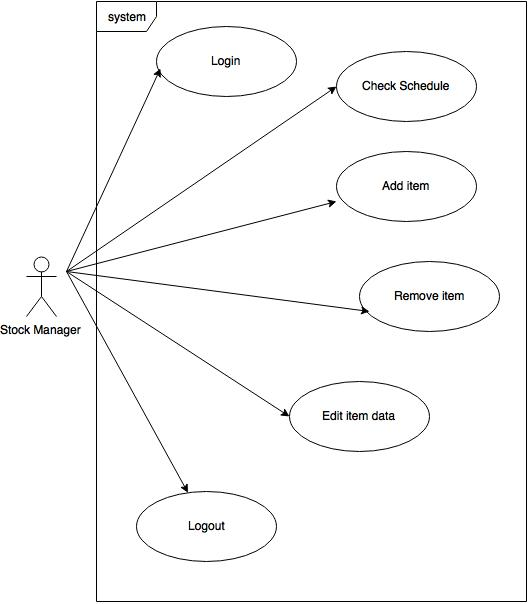 system
Login
Check Schedule
Add item
Remove item
Stock Manager
Edit item data
Logout